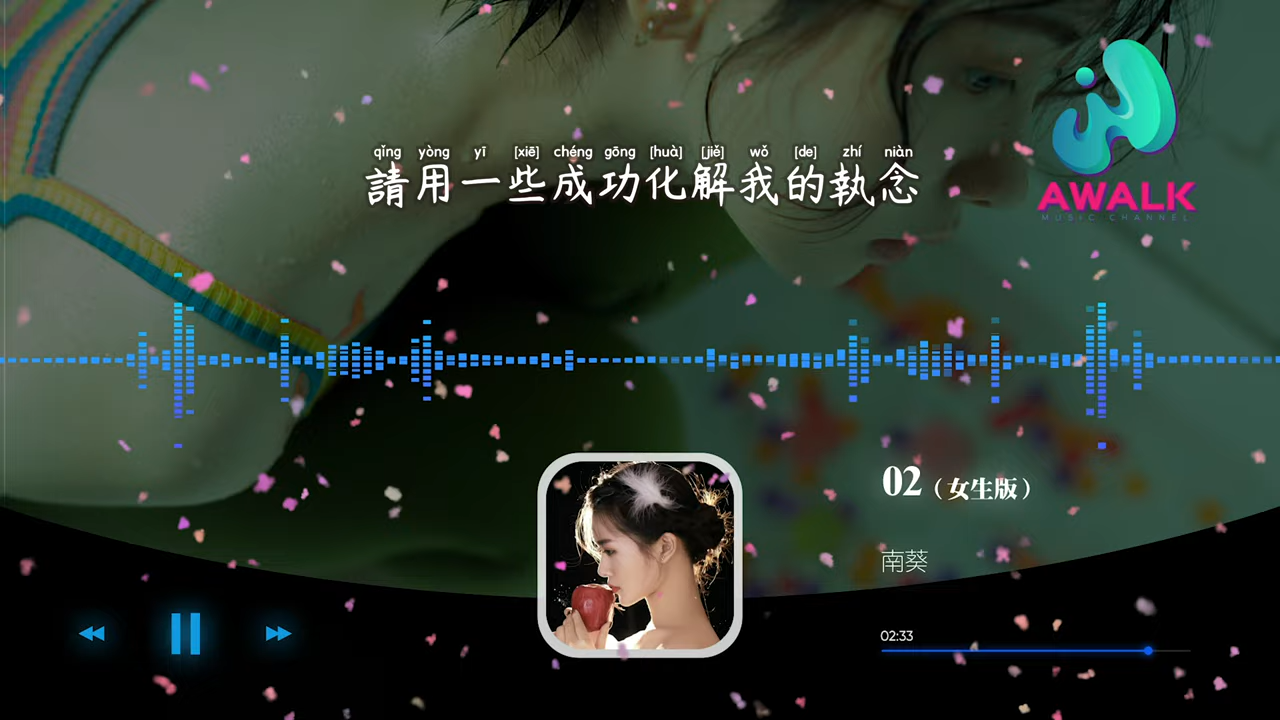 qǐng yòng yī [xiē] chéng gōng [huà] [jiě] wǒ [de] zhí niàn
請用一些成功化解我的執念
AWALK
MUSIC CHANNEL
02（女生版）
南葵
02:33